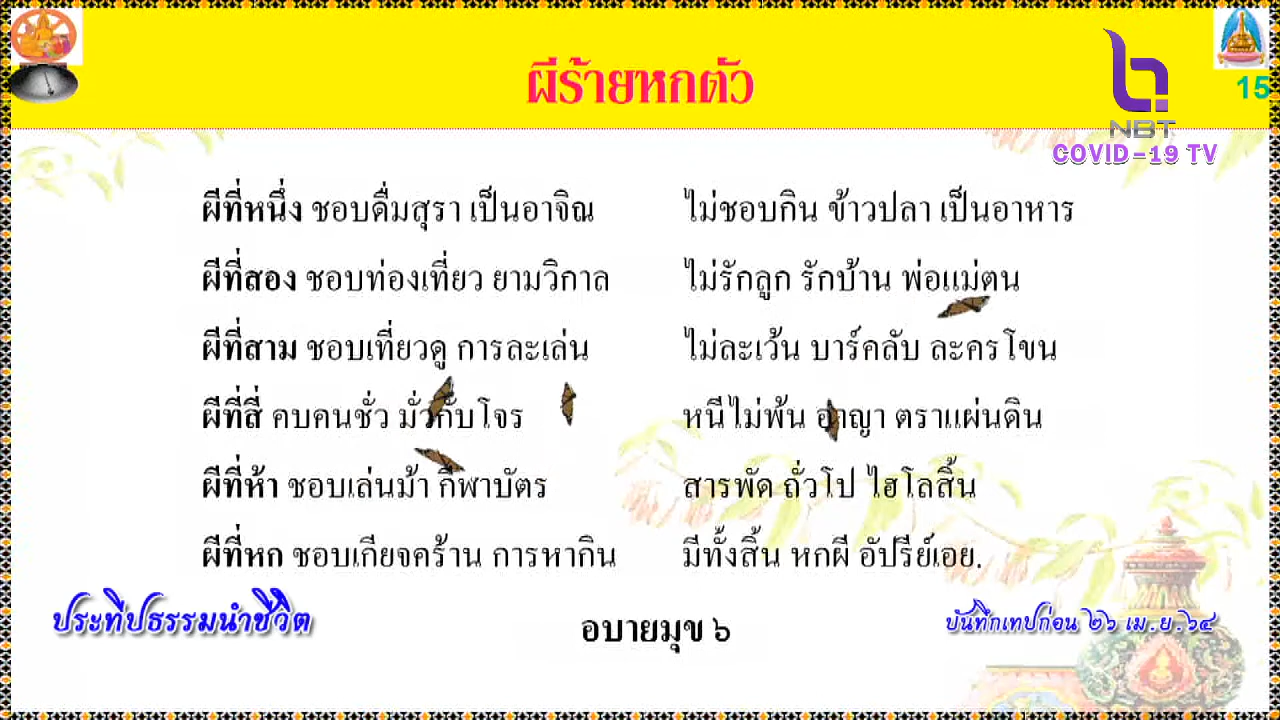 ผีร้ายหกตัว
15
NBT
COVID-19 TV
ผีที่หนึ่ง ชอบดื่มสุรา เป็นอาจิณ ไม่ชอบกิน ข้าวปลา เป็นอาหาร
ผีที่สอง ชอบท่องเที่ยว ยามวิกาล ไม่รักลูก รักบ้าน พ่อแม่ตน
ผีที่สาม ชอบเที่ยวดู การละเล่น ไม่ละเว้น บาร์คลับ ละครโขน
ผีที่สี่ คบคนชั่ว มั่วกับโจร หนีไม่พ้น อาญา ตราแผ่นดิน
ผีที่ห้า ชอบเล่นม้า กีฬาบัตร สารพัด ถั่วโป ไฮโลสิ้น
ผีที่หก ชอบเกียจคร้าน การหากิน มีทั้งสิ้น หกผี อัปรีย์เอย.
ประทีปธรรมนำชีวิต
อบายมุข ๖
บันทึกเทปก่อน ๒๖ เม.ย.๖๔